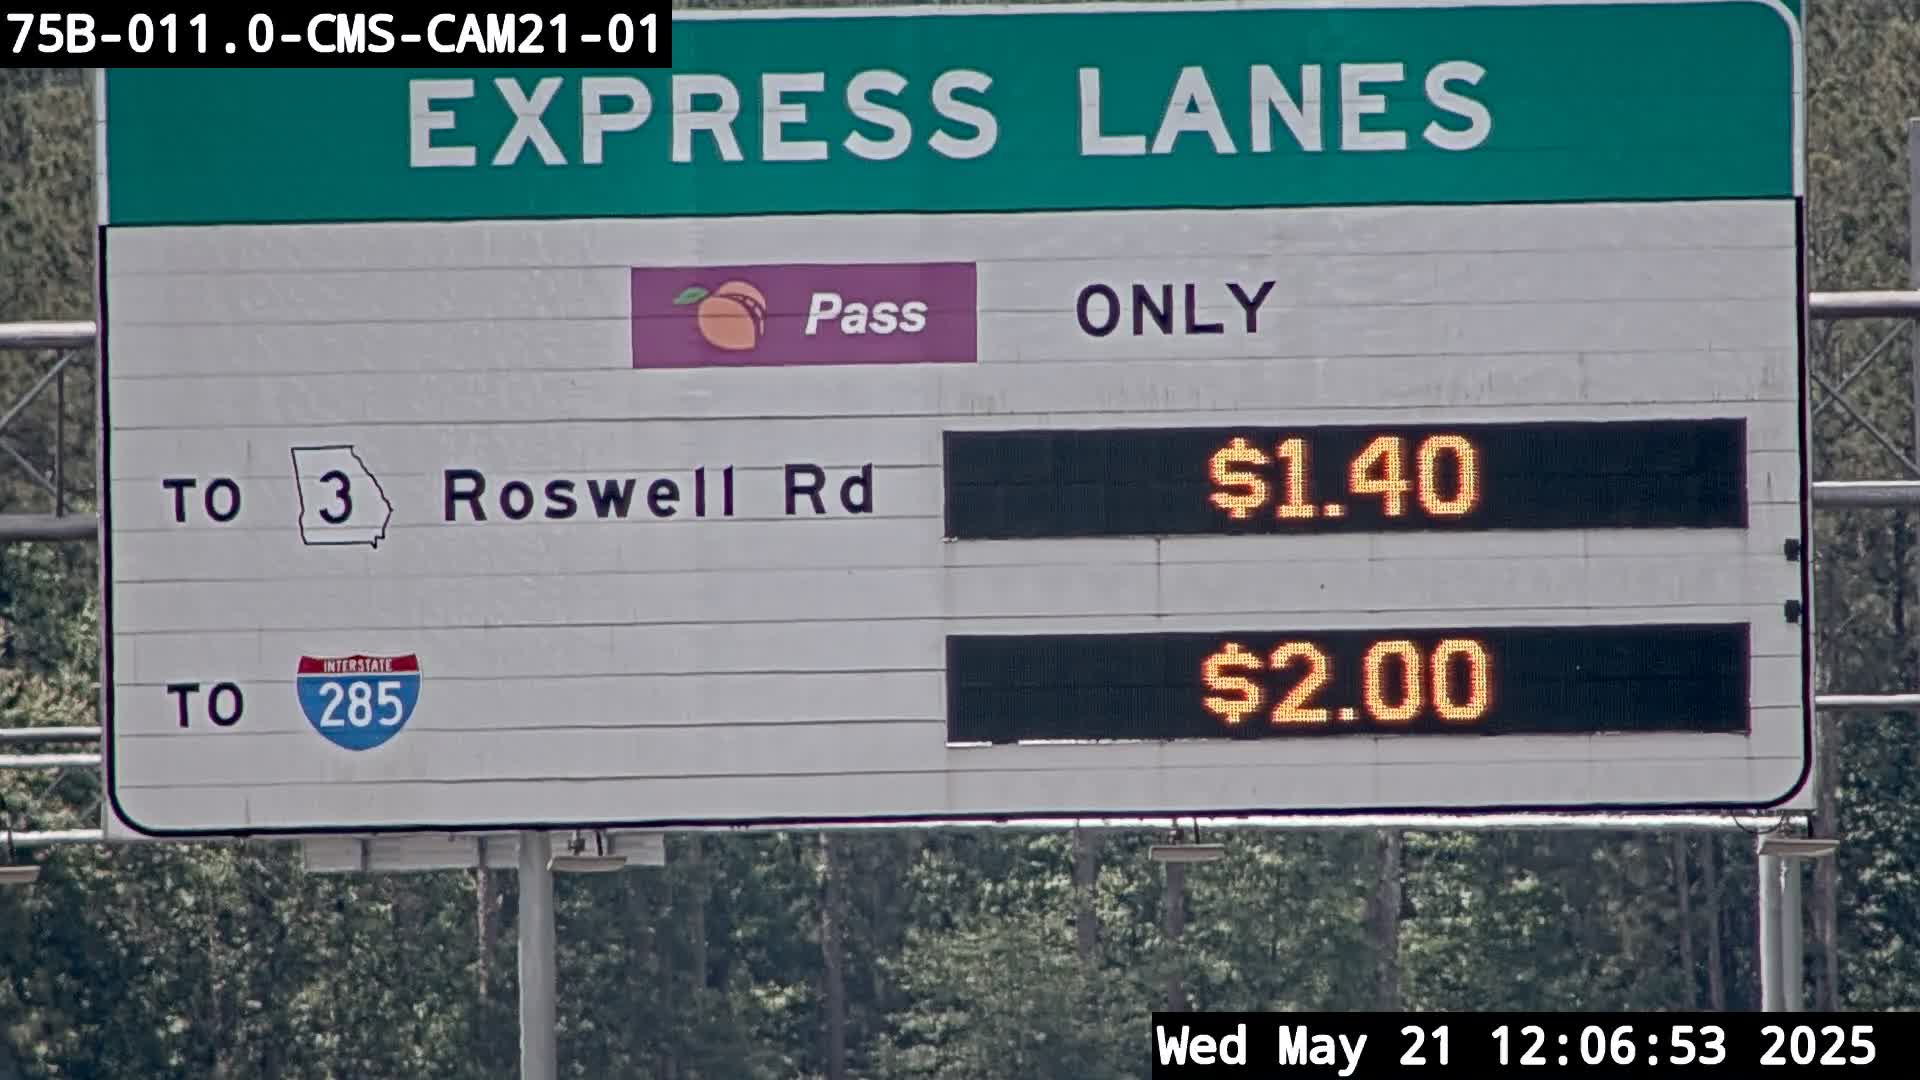 75B-011.0-CMS-CAM21-01
EXPRESS LANES
Pass ONLY
TO 3 Roswell Rd $1.40
INTERSTATE
TO 285 $2.00
Wed May 21 12:06:53 2025